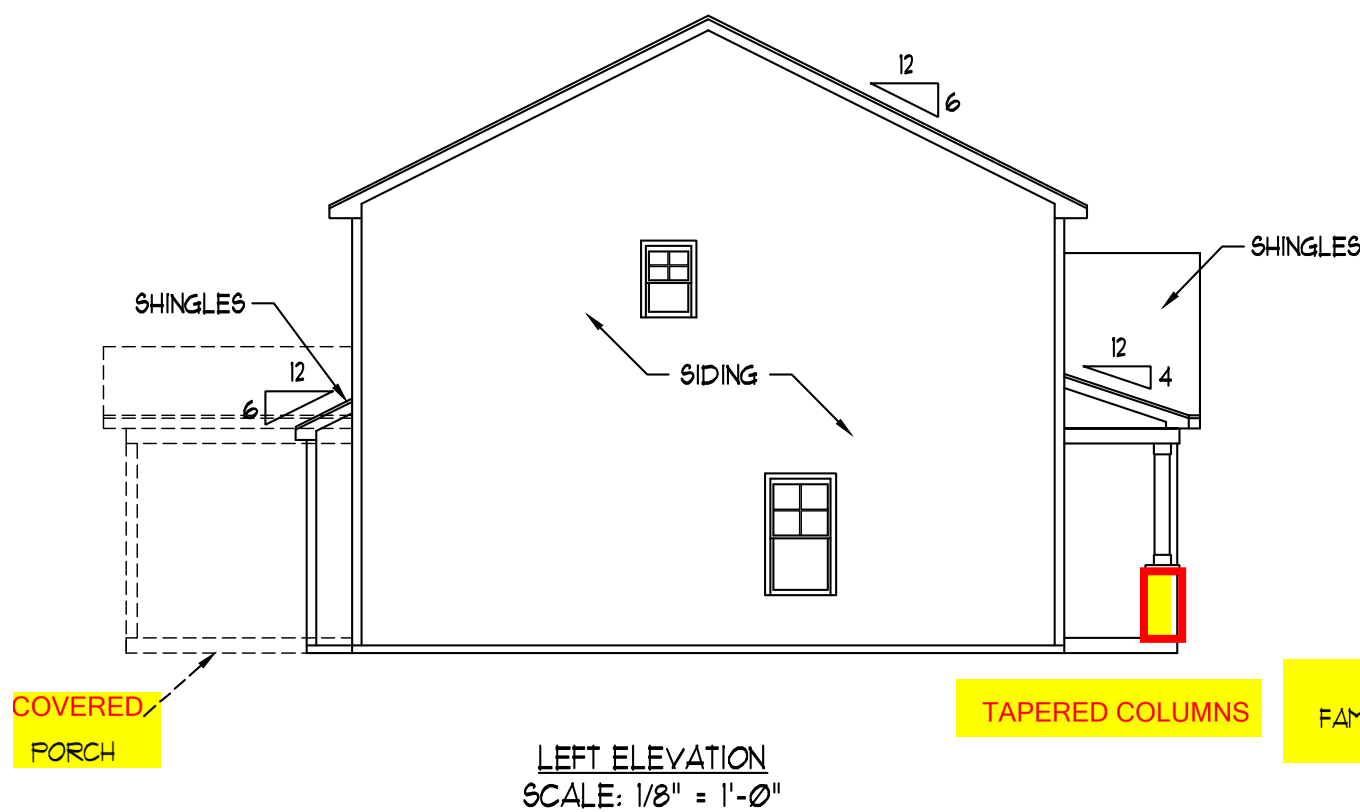 12
6
SHINGLES
SHINGLES
12
6
SIDING
12
4
COVERED
PORCH
TAPERED COLUMNS
FAM
LEFT ELEVATION
SCALE: 1/8" = 1'-0"